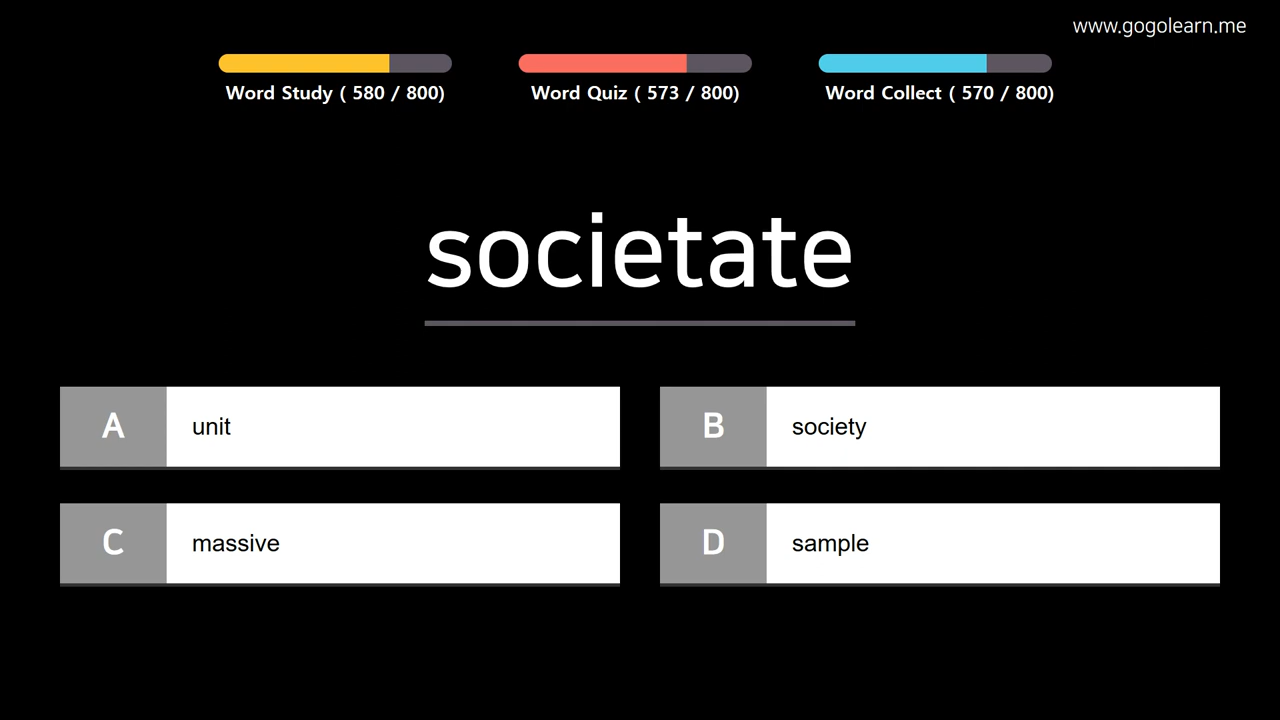 www.gogolearn.me
Word Study ( 580 / 800)
Word Quiz ( 573 / 800)
Word Collect ( 570 / 800)
societate
A unit
B society
C massive
D sample